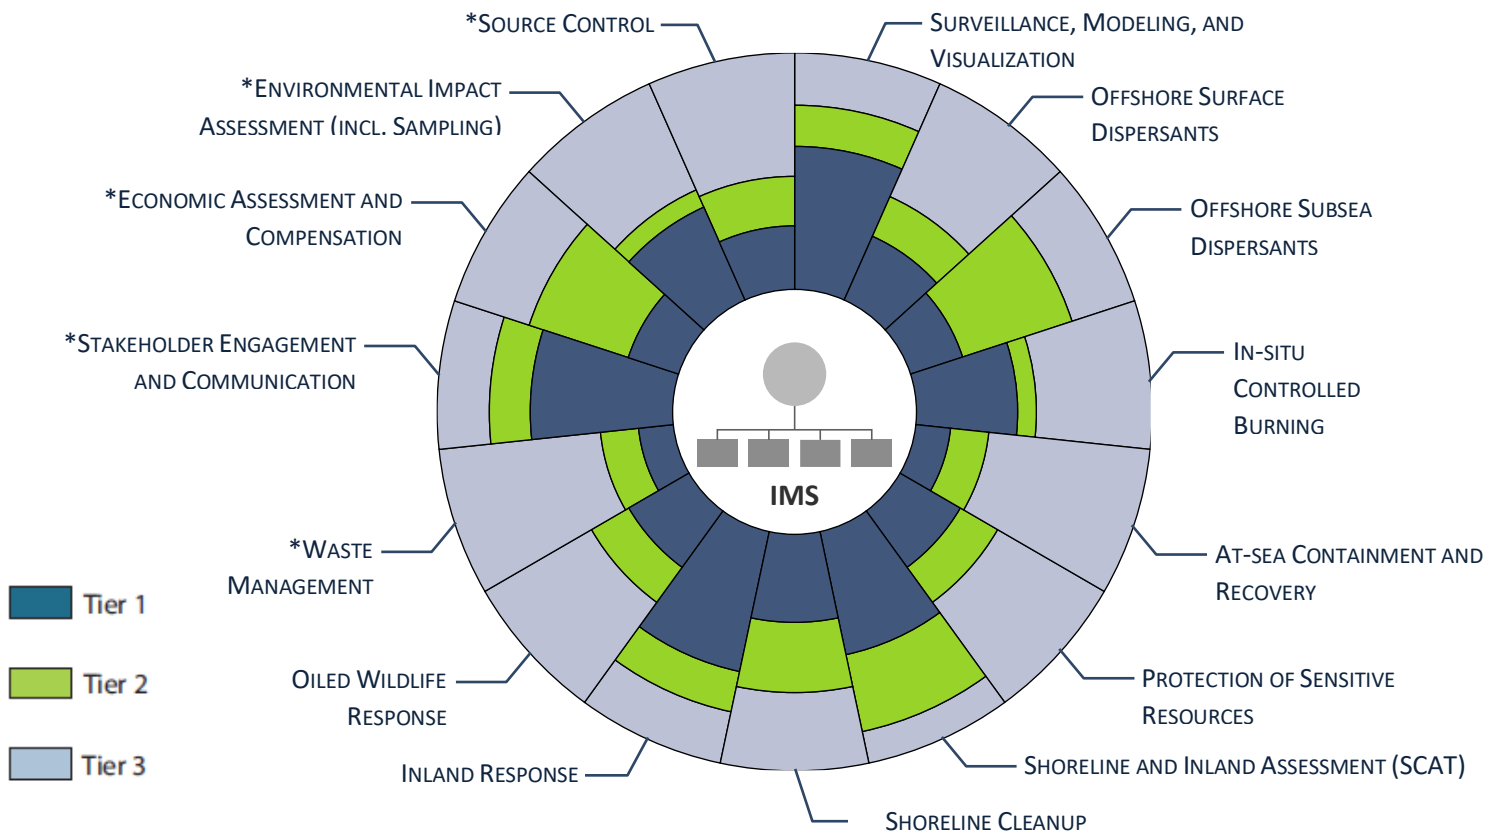 *SOURCE CONTROL
SURVEILLANCE, MODELING, AND
VISUALIZATION
*ENVIRONMENTAL IMPACT
ASSESSMENT (INCL. SAMPLING)
OFFSHORE SURFACE
DISPERSANTS
*ECONOMIC ASSESSMENT AND
COMPENSATION
OFFSHORE SUBSEA
DISPERSANTS
*STAKEHOLDER ENGAGEMENT
AND COMMUNICATION
IN-SITU
CONTROLLED
BURNING
IMS
*WASTE
MANAGEMENT
AT-SEA CONTAINMENT AND
RECOVERY
Tier 1
Tier 2
Tier 3
OILED WILDLIFE
RESPONSE
PROTECTION OF SENSITIVE
RESOURCES
INLAND RESPONSE
SHORELINE AND INLAND ASSESSMENT (SCAT)
SHORELINE CLEANUP